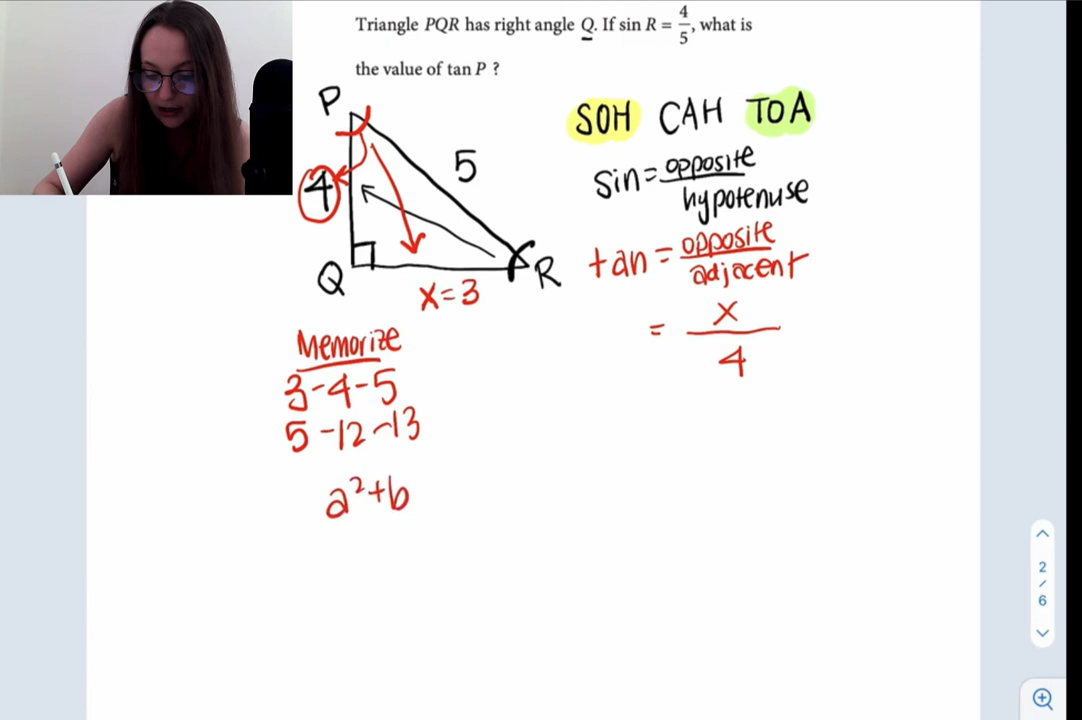 Triangle PQR has right angle Q. If sin R = 4/5, what is
the value of tan P ?
P
SOH CAH TOA
5
sin = opposite/hypotenuse
4
tan = opposite/adjacent
Q
R
x=3
= x/4
Memorize
3-4-5
5-12-13
a²+b
2
/
6